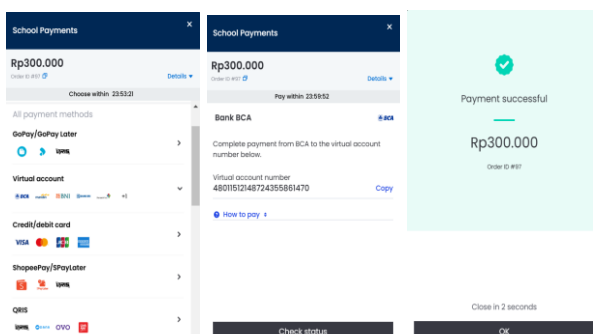 School Payments
×
Rp300.000
Order ID #97
Details
Choose within 23:53:21
All payment methods
GoPay/GoPay Later
Virtual account
BCA
BNI
+1
Credit/debit card
VISA
ShopeePay/SPayLater
QRIS
OVO
School Payments
×
Rp300.000
Order ID #97
Details
Pay within 23:59:52
Bank BCA
BCA
Complete payment from BCA to the virtual account
number below.
Virtual account number
48011512148724355861470
Copy
How to pay
Check status
Payment successful
Rp300.000
Order ID #97
Close in 2 seconds
OK